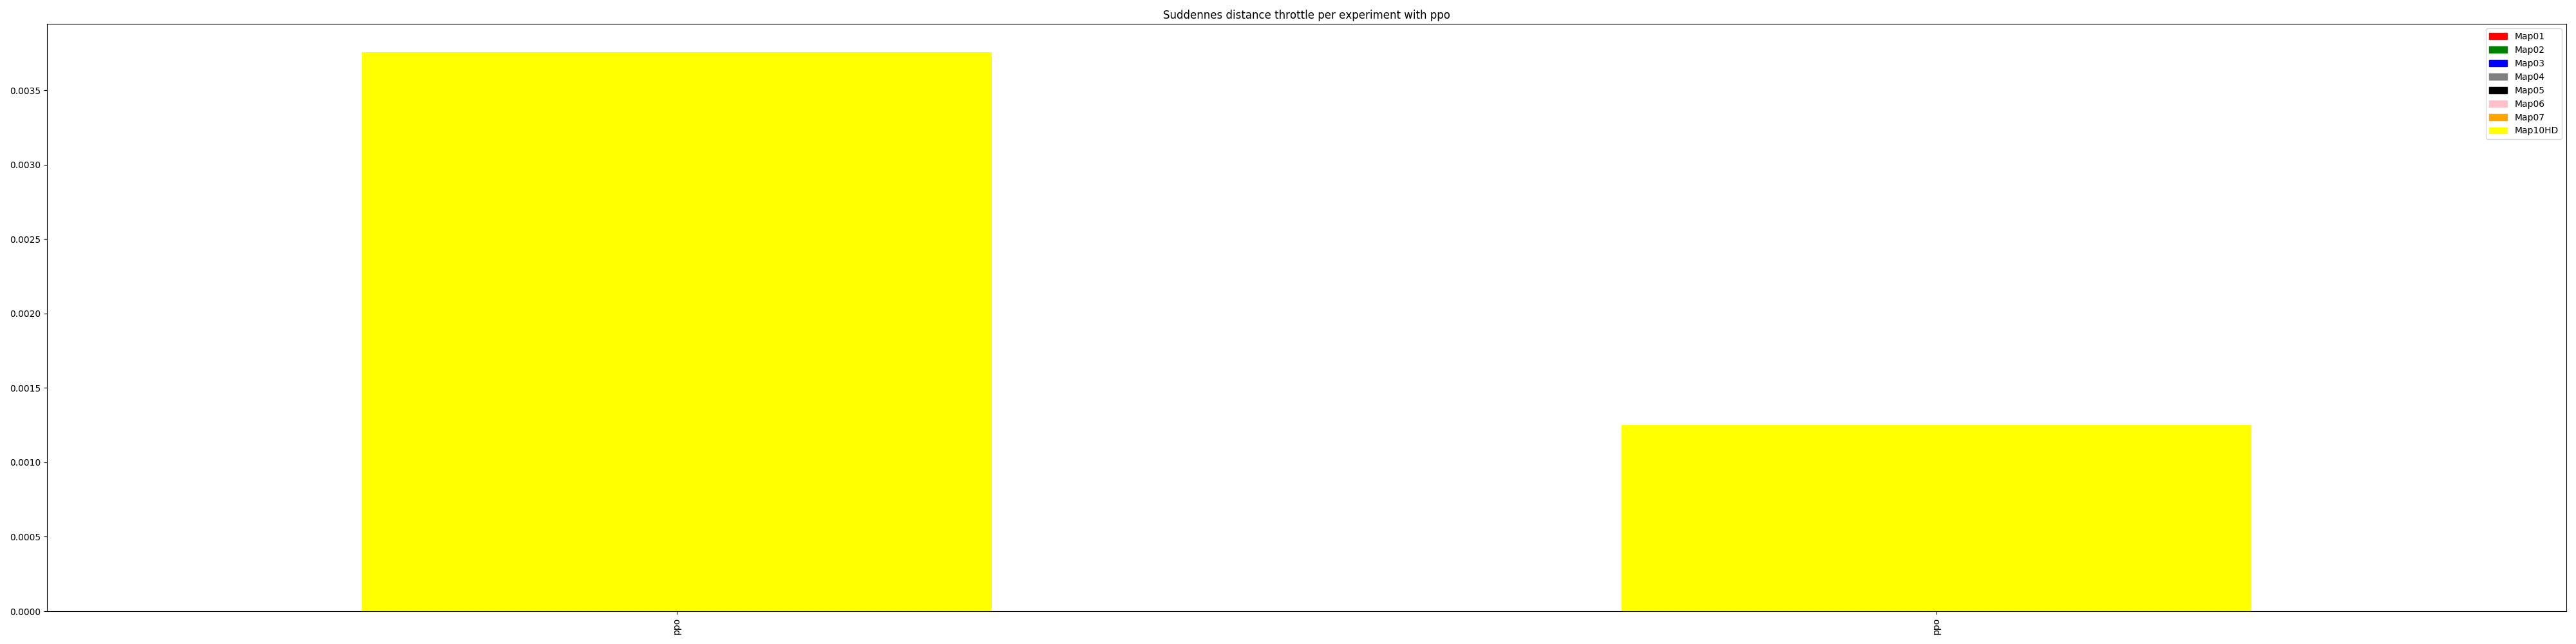 Suddennes distance throttle per experiment with ppo
Map01
Map02
Map03
Map04
Map05
Map06
Map07
Map10HD
0.0035
0.0030
0.0025
0.0020
0.0015
0.0010
0.0005
0.0000
ppo
ppo